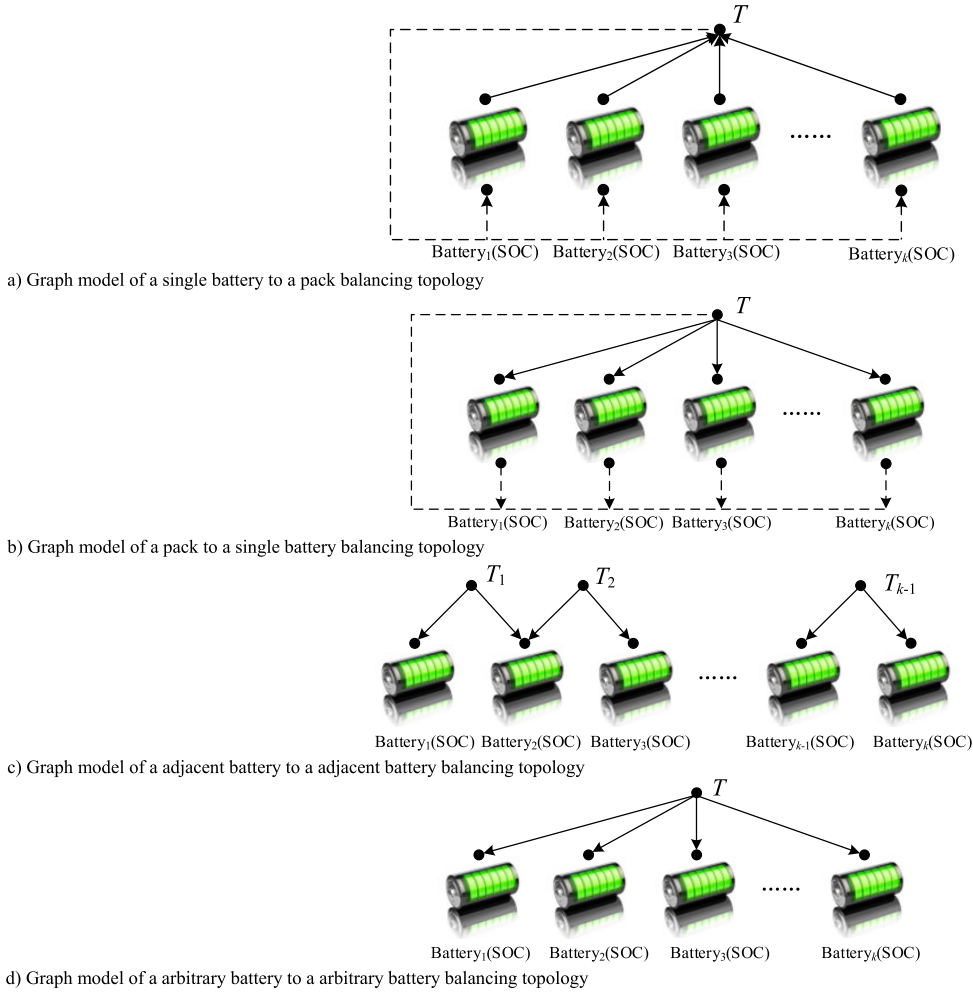 T
......
Battery₁(SOC) Battery₂(SOC) Battery₃(SOC) Batteryₖ(SOC)
a) Graph model of a single battery to a pack balancing topology
T
......
Battery₁(SOC) Battery₂(SOC) Battery₃(SOC) Batteryₖ(SOC)
b) Graph model of a pack to a single battery balancing topology
T₁ T₂ Tₖ₋₁
......
Battery₁(SOC) Battery₂(SOC) Battery₃(SOC) Batteryₖ₋₁(SOC) Batteryₖ(SOC)
c) Graph model of a adjacent battery to a adjacent battery balancing topology
T
......
Battery₁(SOC) Battery₂(SOC) Battery₃(SOC) Batteryₖ(SOC)
d) Graph model of a arbitrary battery to a arbitrary battery balancing topology